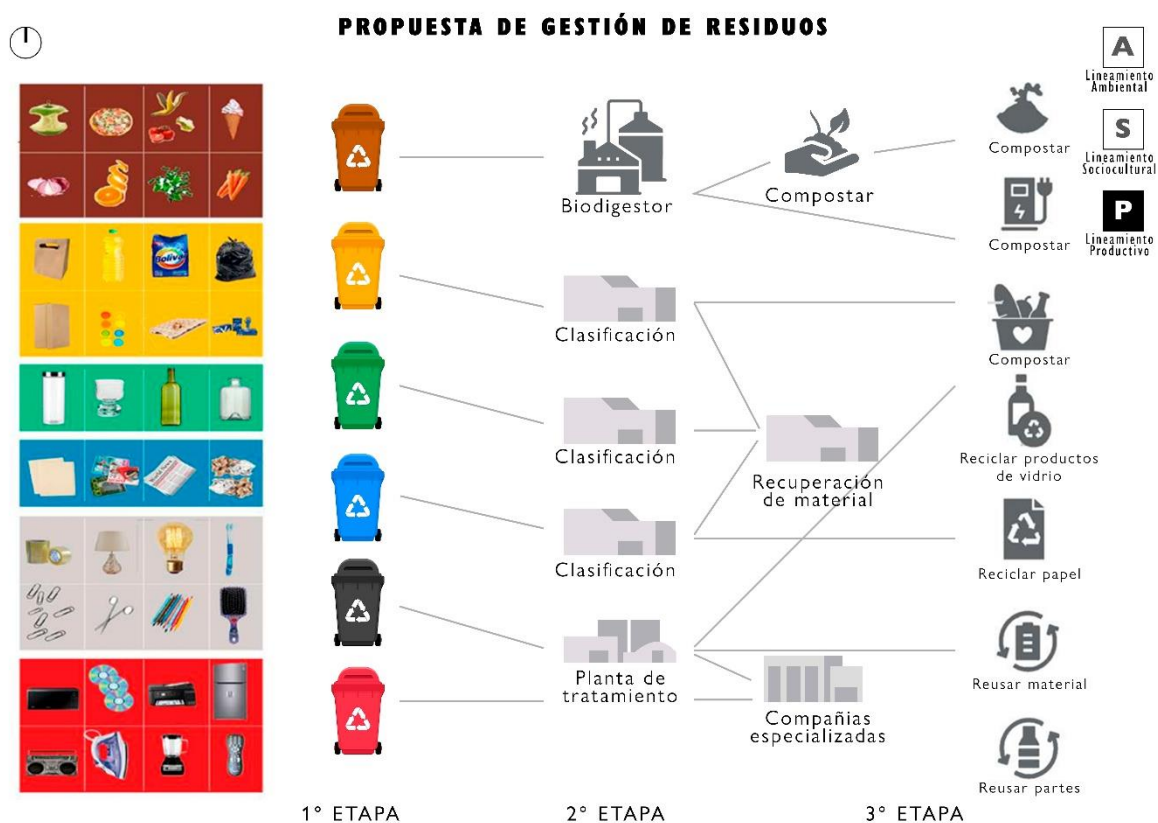 PROPUESTA DE GESTIÓN DE RESIDUOS
A
Lineamiento
Ambiental
S
Lineamiento
Sociocultural
P
Lineamiento
Productivo
Bolivar
Biodigestor
Compostar
Compostar
Compostar
Clasificación
Compostar
Clasificación
Recuperación
de material
Reciclar productos
de vidrio
Clasificación
Reciclar papel
Planta de
tratamiento
Compañias
especializadas
Reusar material
Reusar partes
1° ETAPA
2° ETAPA
3° ETAPA